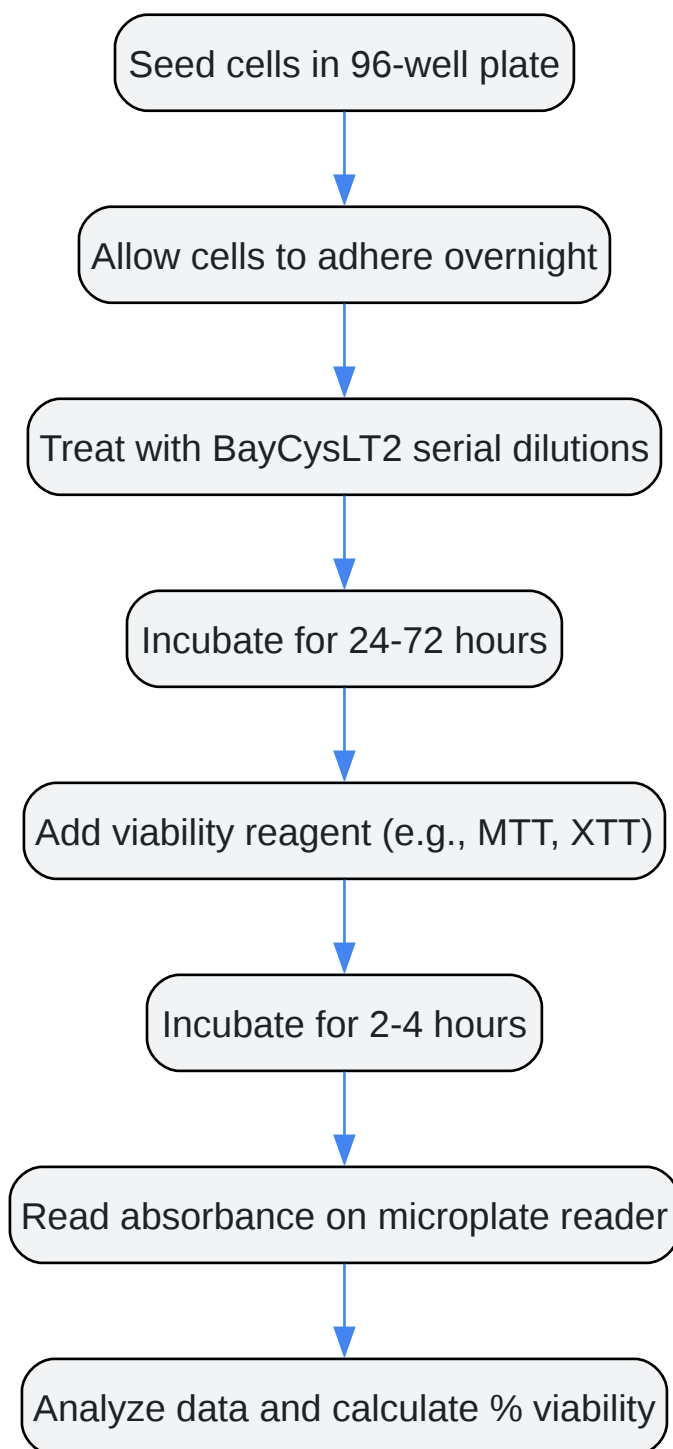 Seed cells in 96-well plate
Allow cells to adhere overnight
Treat with BayCysLT2 serial dilutions
Incubate for 24-72 hours
Add viability reagent (e.g., MTT, XTT)
Incubate for 2-4 hours
Read absorbance on microplate reader
Analyze data and calculate % viability